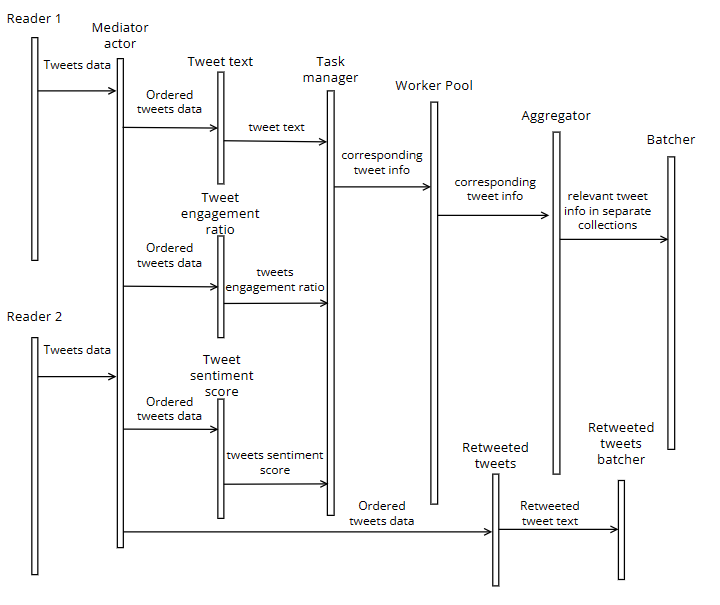 Reader 1
Mediator
actor
Tweets data
Tweet text
Task
manager
Worker Pool
Aggregator
Batcher
Ordered
tweets data
tweet text
corresponding
tweet info
corresponding
tweet info
relevant tweet
info in separate
collections
Tweet
engagement
ratio
Ordered
tweets data
tweets
engagement ratio
Reader 2
Tweets data
Tweet
sentiment
score
Ordered
tweets data
tweets sentiment
score
Retweeted
tweets
Retweeted
tweets
batcher
Ordered
tweets data
Retweeted
tweet text